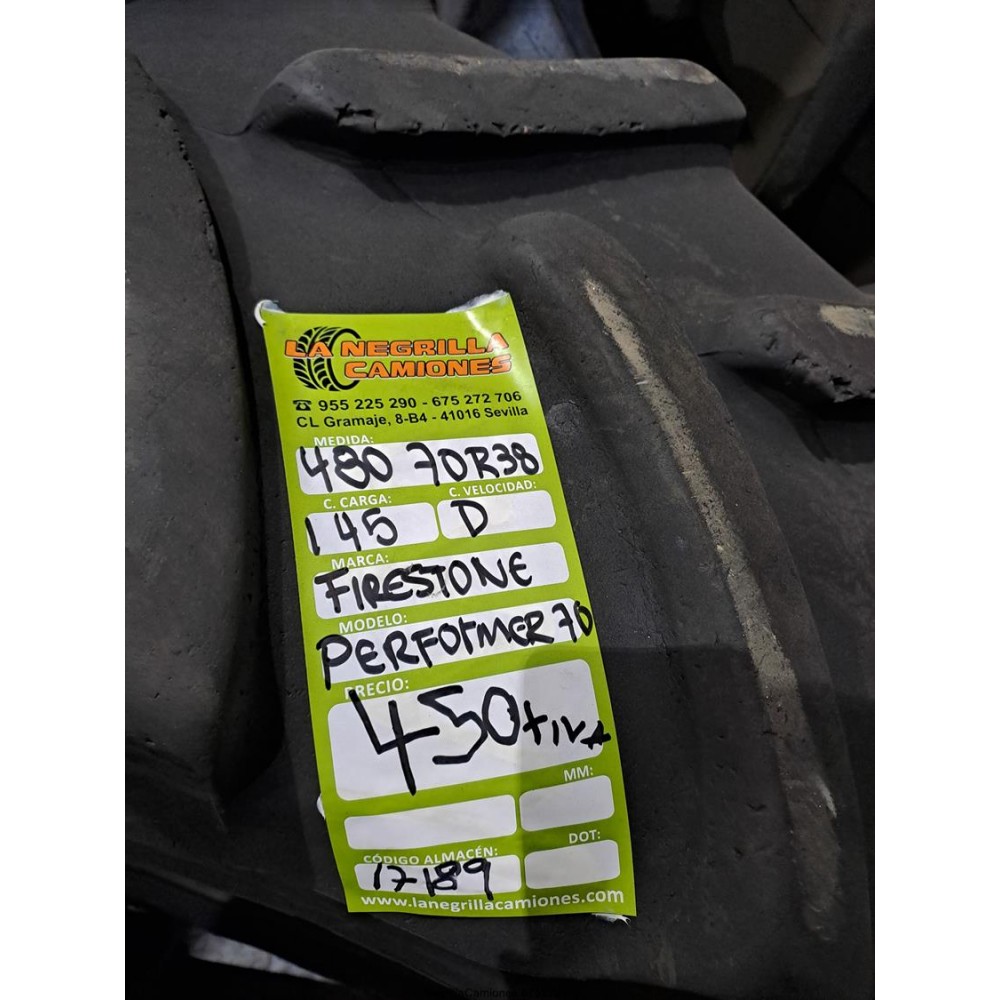 LA NEGRILLA
CAMIONES
☎ 955 225 290 - 675 272 706
CL Gramaje, 8-B4 - 41016 Sevilla
MEDIDA:
480 70R38
C. CARGA: C. VELOCIDAD:
145 D
MARCA:
FIRESTONE
MODELO:
PERFORMER 70
PRECIO:
450+IVA
MM:
DOT:
CÓDIGO ALMACÉN:
17189
www.lanegrillacamiones.com